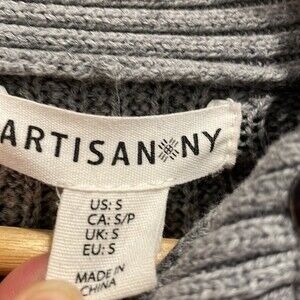 ARTISAN NY
US: S
CA: S/P
UK: S
EU: S
MADE IN
CHINA